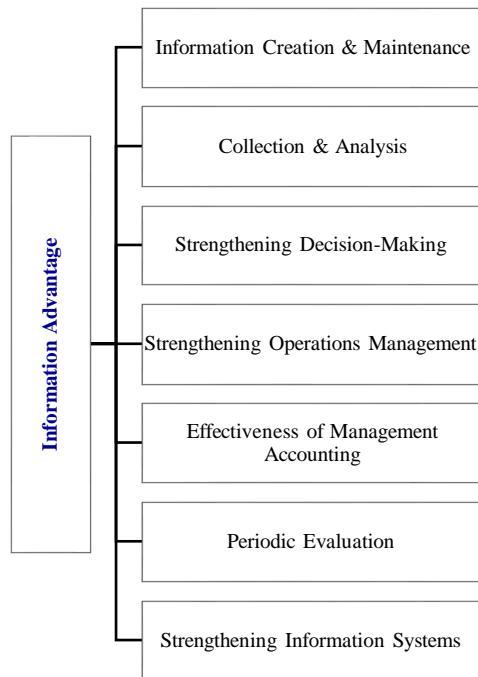 Information Advantage
Information Creation & Maintenance
Collection & Analysis
Strengthening Decision-Making
Strengthening Operations Management
Effectiveness of Management
Accounting
Periodic Evaluation
Strengthening Information Systems